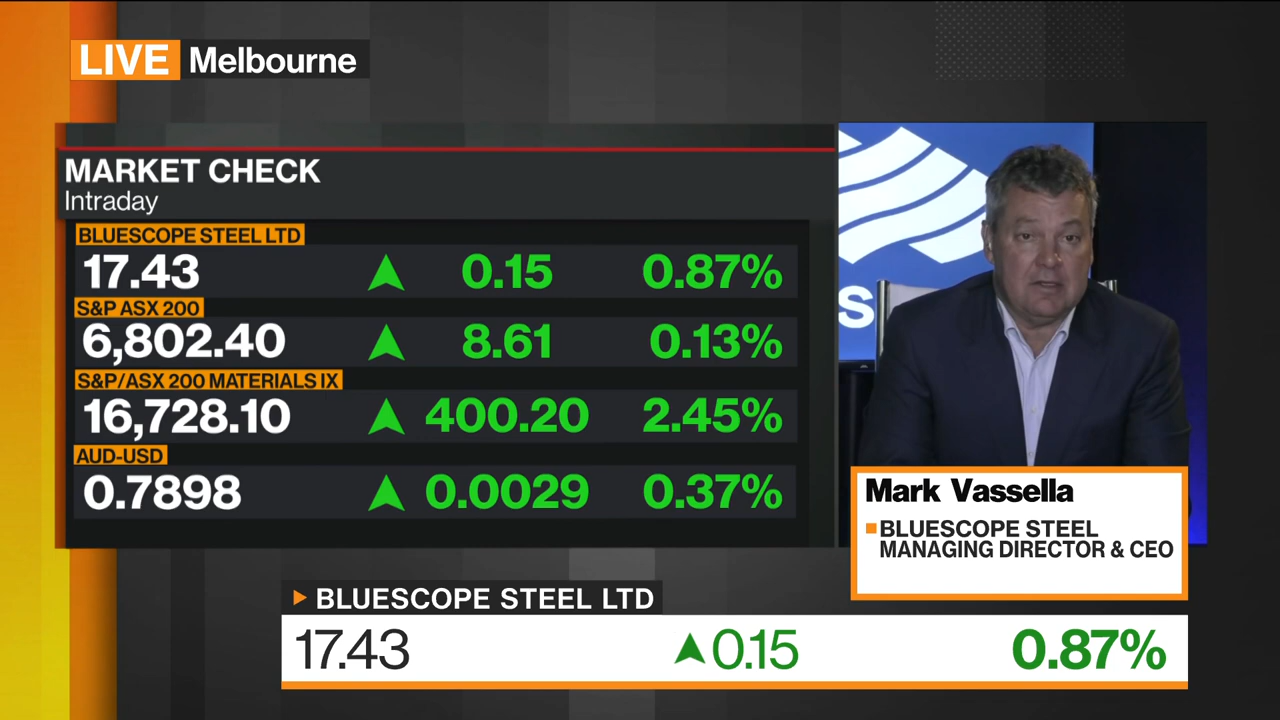 LIVE Melbourne
MARKET CHECK
Intraday
BLUESCOPE STEEL LTD
17.43 ▲ 0.15 0.87%
S&P ASX 200
6,802.40 ▲ 8.61 0.13%
S&P/ASX 200 MATERIALS IX
16,728.10 ▲ 400.20 2.45%
AUD-USD
0.7898 ▲ 0.0029 0.37%
S
Mark Vassella
BLUESCOPE STEEL
MANAGING DIRECTOR & CEO
BLUESCOPE STEEL LTD
17.43 ▲0.15 0.87%